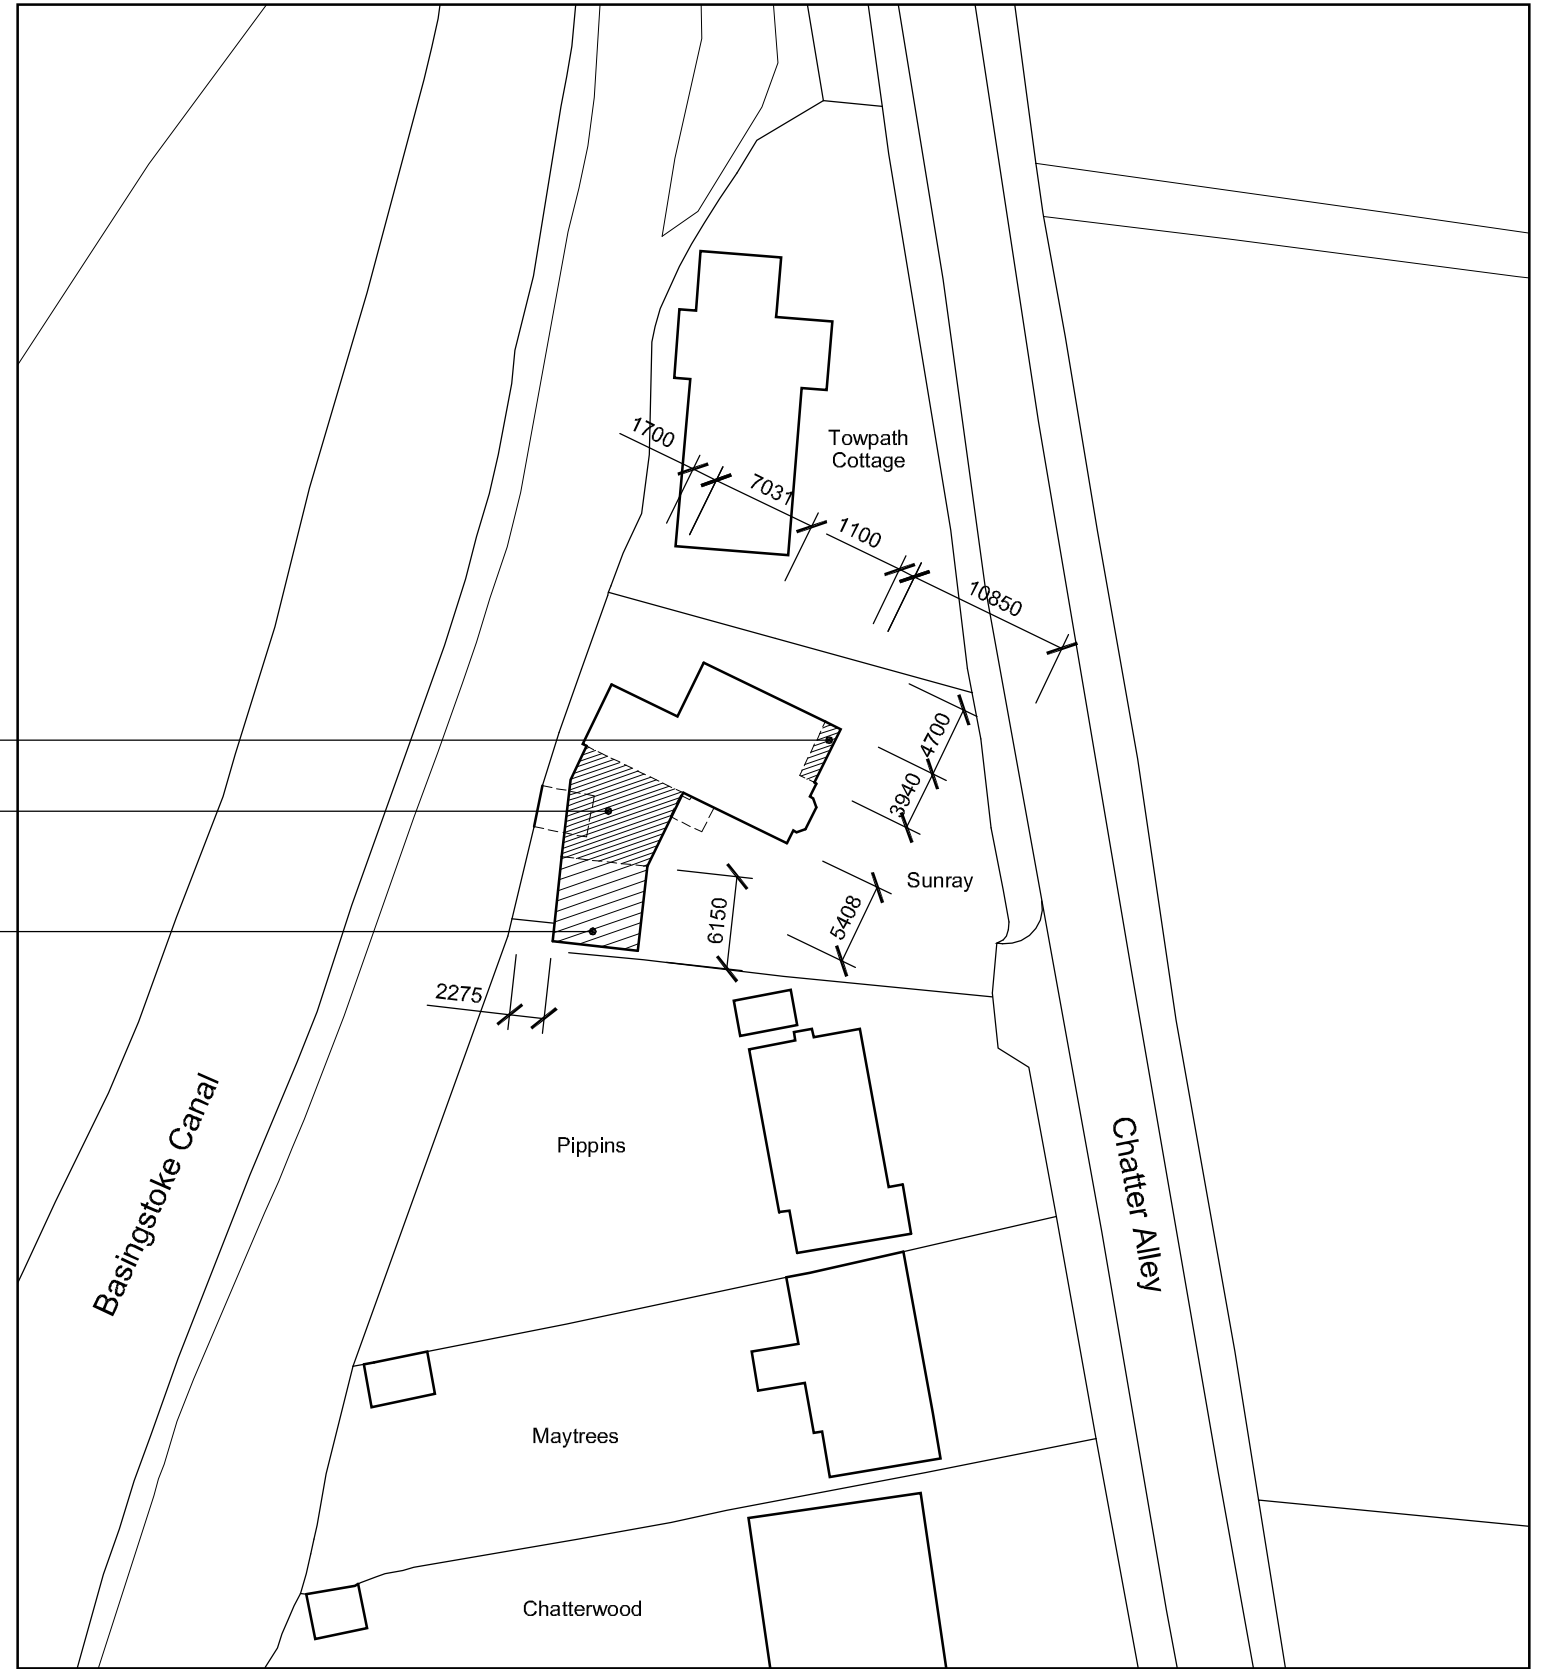 1700
7031
Towpath
Cottage
1100
10850
4700
3940
Sunray
6150
5408
2275
Pippins
Basingstoke Canal
Chatter Alley
Maytrees
Chatterwood